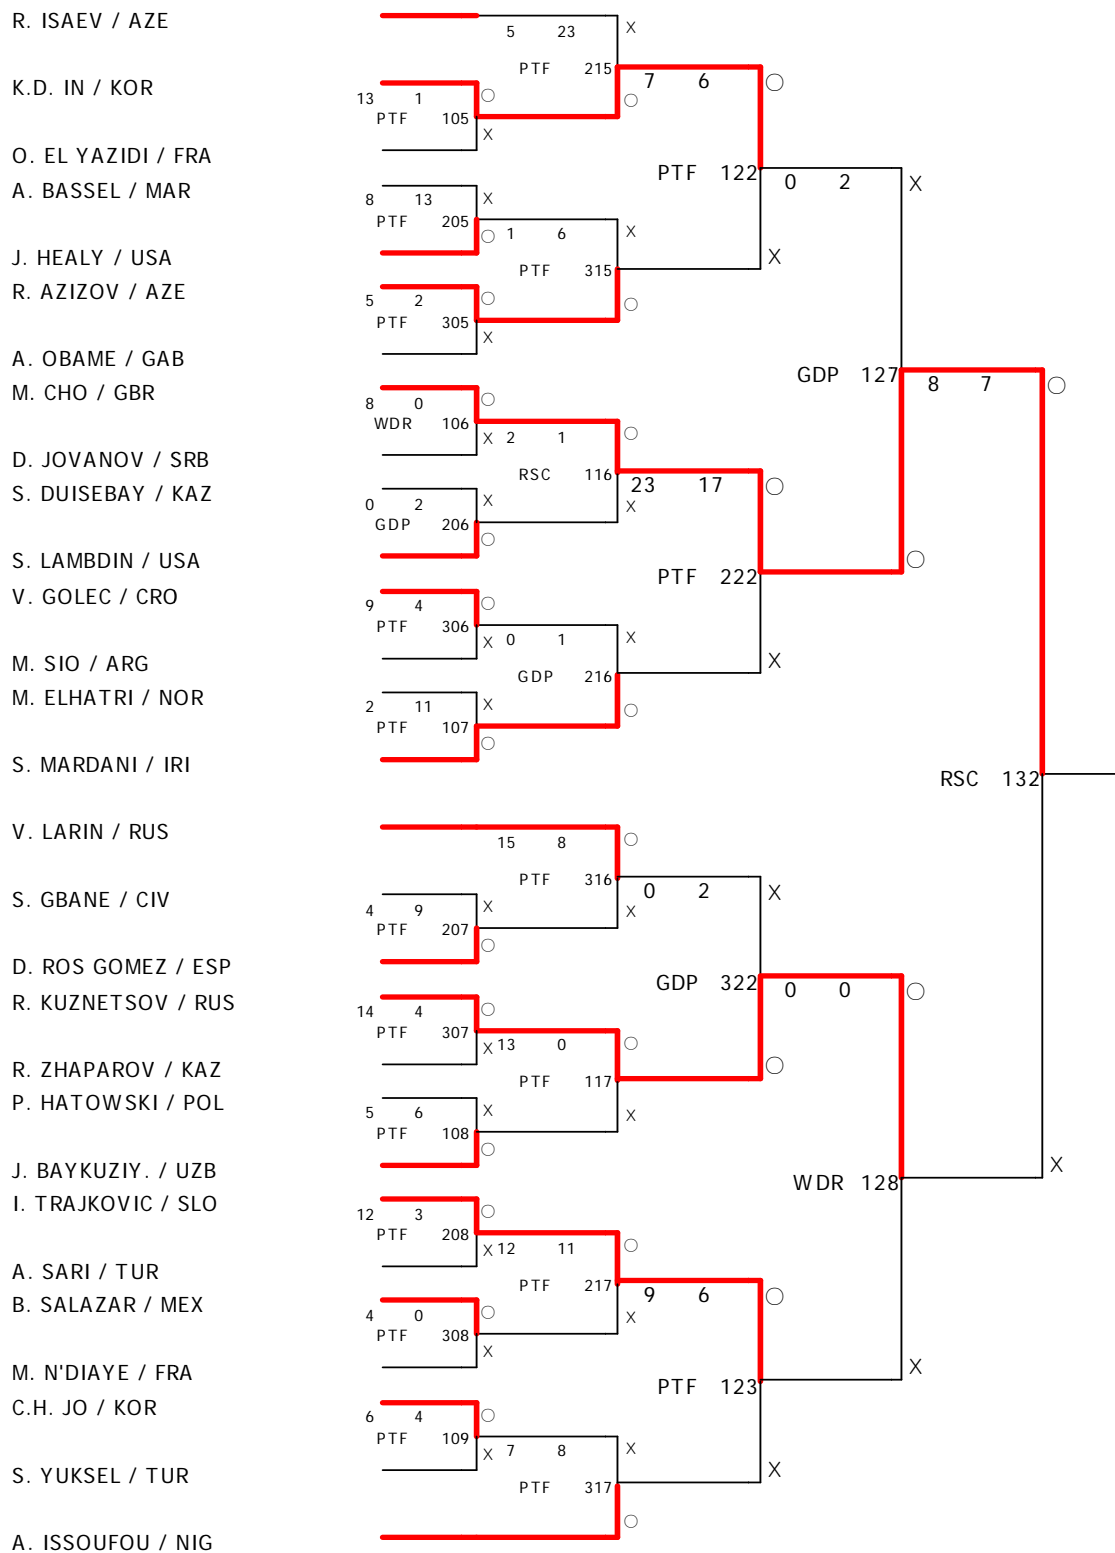 R. ISAEV / AZE
5 23
X
PTF 215
7 6
K.D. IN / KOR
13 1
PTF 105
X
O. EL YAZIDI / FRA
PTF 122
0 2
X
A. BASSEL / MAR
8 13
X
PTF 205
1 6
X
J. HEALY / USA
PTF 315
X
R. AZIZOV / AZE
5 2
PTF 305
X
A. OBAME / GAB
GDP 127
8 7
M. CHO / GBR
8 0
WDR 106
X
2 1
D. JOVANOV / SRB
RSC 116
23 17
S. DUISEBAY / KAZ
0 2
X
X
GDP 206
S. LAMBDIN / USA
PTF 222
V. GOLEC / CRO
9 4
PTF 306
X
0 1
X
M. SIO / ARG
GDP 216
X
M. ELHATRI / NOR
2 11
X
PTF 107
S. MARDANI / IRI
RSC 132
V. LARIN / RUS
15 8
PTF 316
0 2
X
S. GBANE / CIV
4 9
X
X
PTF 207
D. ROS GOMEZ / ESP
GDP 322
0 0
R. KUZNETSOV / RUS
14 4
PTF 307
X
13 0
R. ZHAPAROV / KAZ
PTF 117
P. HATOWSKI / POL
5 6
X
X
PTF 108
J. BAYKUZIY. / UZB
WDR 128
X
I. TRAJKOVIC / SLO
12 3
PTF 208
X
12 11
A. SARI / TUR
PTF 217
9 6
B. SALAZAR / MEX
4 0
X
PTF 308
X
M. N'DIAYE / FRA
PTF 123
X
C.H. JO / KOR
6 4
PTF 109
X
7 8
X
S. YUKSEL / TUR
PTF 317
X
A. ISSOUFOU / NIG